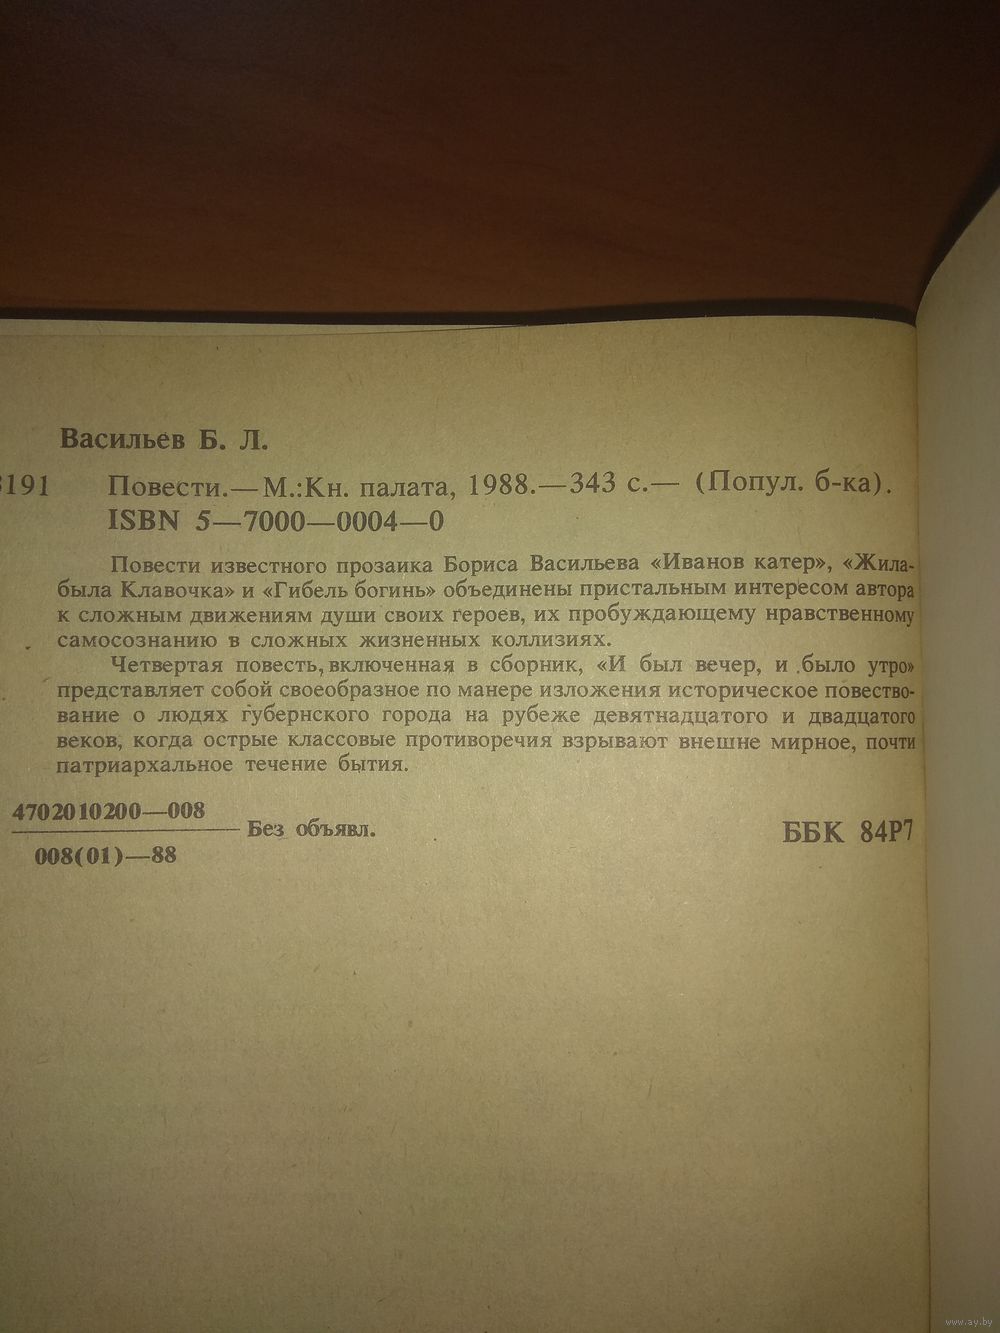 Васильев Б. Л.
191 Повести.—М.:Кн. палата, 1988.—343 с.— (Попул. б-ка).
ISBN 5—7000—0004—0
Повести известного прозаика Бориса Васильева «Иванов катер», «Жила-
была Клавочка» и «Гибель богинь» объединены пристальным интересом автора
к сложным движениям души своих героев, их пробуждающему нравственному
самосознанию в сложных жизненных коллизиях.
Четвертая повесть, включенная в сборник, «И был вечер, и было утро»
представляет собой своеобразное по манере изложения историческое повество-
вание о людях губернского города на рубеже девятнадцатого и двадцатого
веков, когда острые классовые противоречия взрывают внешне мирное, почти
патриархальное течение бытия.
4702010200—008
Без объявл.
008(01)—88
ББК 84Р7
www.ay.by